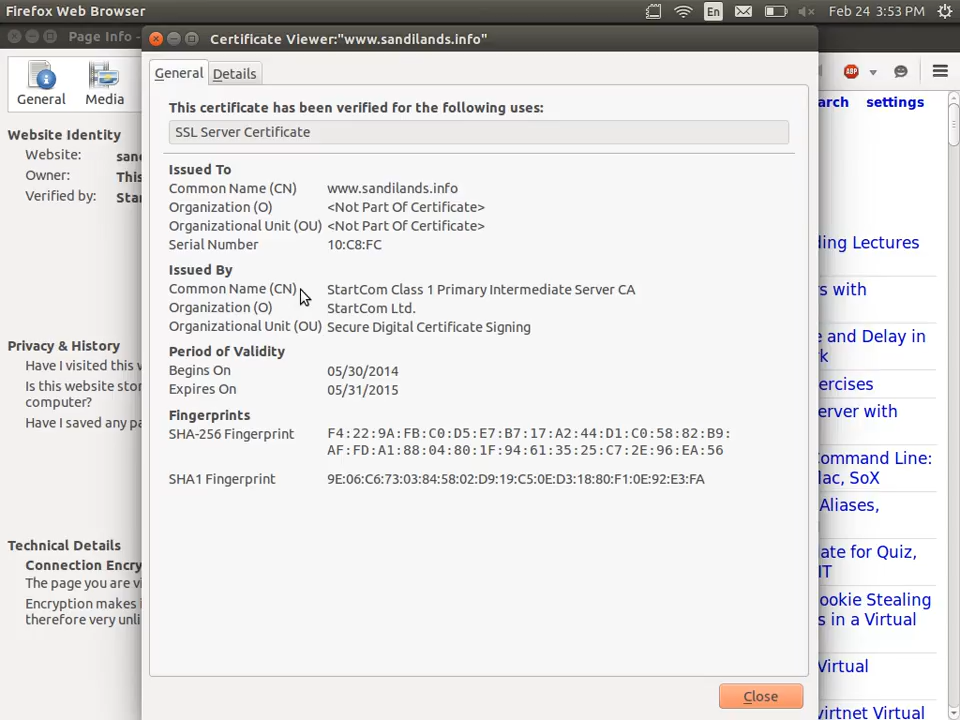 Firefox Web Browser
En
Feb 24 3:53 PM
Page Info -
Certificate Viewer:"www.sandilands.info"
General
Media
General
Details
ABP
arch settings
This certificate has been verified for the following uses:
SSL Server Certificate
Website Identity
Website:
Owner: This
Verified by:
Issued To
Common Name (CN) www.sandilands.info
Organization (O) <Not Part Of Certificate>
Organizational Unit (OU) <Not Part Of Certificate>
Serial Number 10:C8:FC
Issued By
Common Name (CN) StartCom Class 1 Primary Intermediate Server CA
Organization (O) StartCom Ltd.
Organizational Unit (OU) Secure Digital Certificate Signing
Period of Validity
Begins On 05/30/2014
Expires On 05/31/2015
Fingerprints
SHA-256 Fingerprint F4:22:9A:FB:C0:D5:E7:B7:17:A2:44:D1:C0:58:82:B9:
AF:FD:A1:88:04:80:1F:94:61:35:25:C7:2E:96:EA:56
SHA1 Fingerprint 9E:06:C6:73:03:84:58:02:D9:19:C5:0E:D3:18:80:F1:0E:92:E3:FA
Close
Privacy & History
Have I visited this
Is this website
computer?
Have I saved any
Technical Details
Connection
The page you are
Encryption makes
therefore very
ding Lectures
s with
e and Delay in
k
ercises
erver with
ommand Line:
lac, SoX
Aliases,
ate for Quiz,
IT
ookie Stealing
s in a Virtual
Virtual
virtnet Virtual